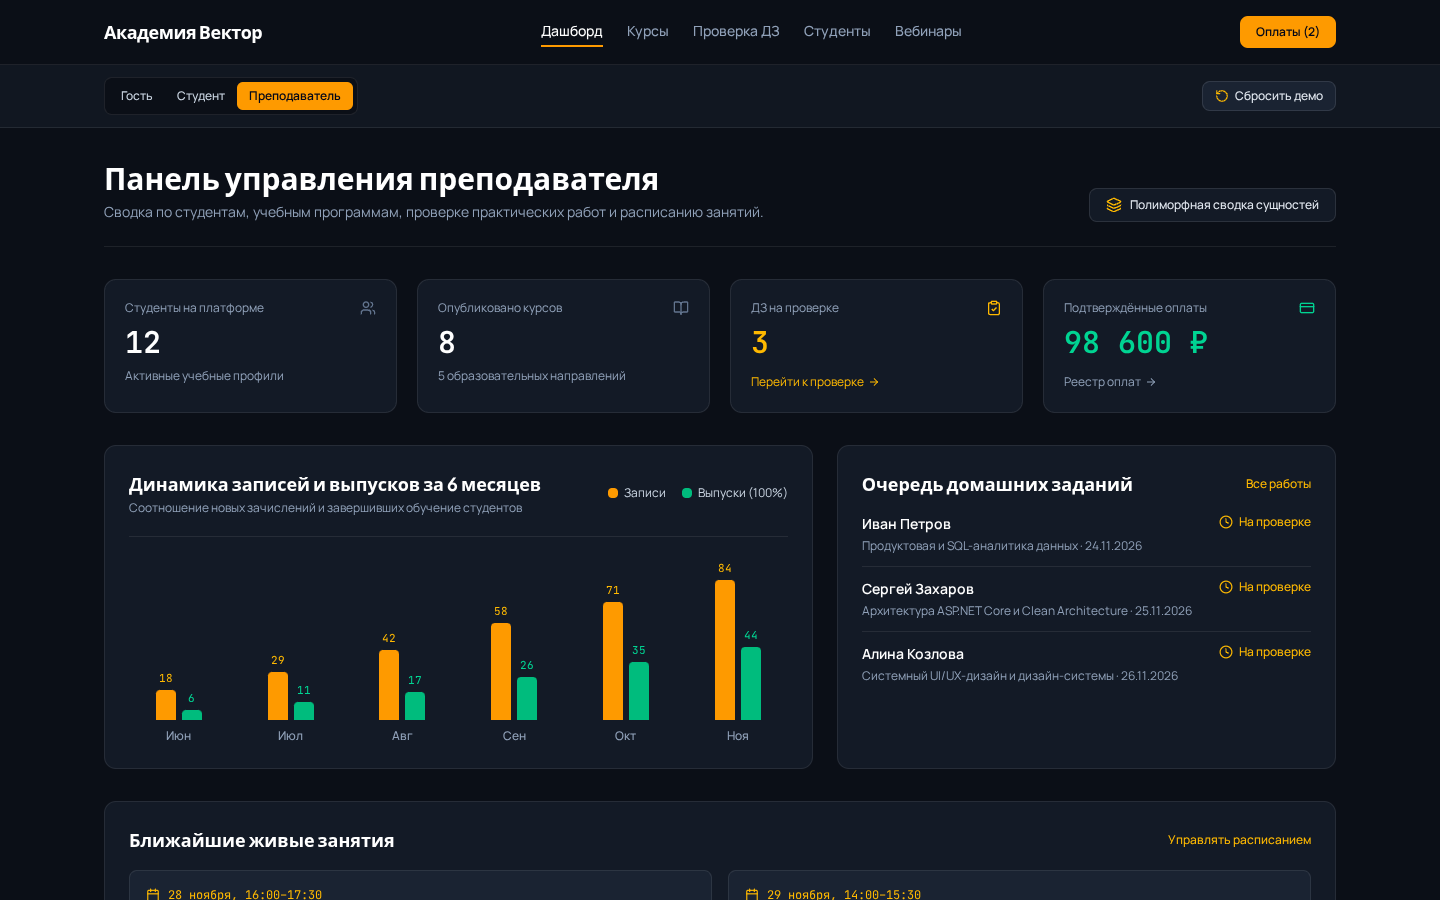 Академия Вектор
Дашборд
Курсы
Проверка ДЗ
Студенты
Вебинары
Оплаты (2)
Гость
Студент
Преподаватель
Сбросить демо
Панель управления преподавателя
Сводка по студентам, учебным программам, проверке практических работ и расписанию занятий.
Полиморфная сводка сущностей
Студенты на платформе
12
Активные учебные профили
Опубликовано курсов
8
5 образовательных направлений
ДЗ на проверке
3
Перейти к проверке →
Подтверждённые оплаты
98 600 ₽
Реестр оплат →
Динамика записей и выпусков за 6 месяцев
Соотношение новых зачислений и завершивших обучение студентов
Записи
Выпуски (100%)
18
6
29
11
42
17
58
26
71
35
84
44
Июн
Июл
Авг
Сен
Окт
Ноя
Очередь домашних заданий
Все работы
Иван Петров
На проверке
Продуктовая и SQL-аналитика данных · 24.11.2026
Сергей Захаров
На проверке
Архитектура ASP.NET Core и Clean Architecture · 25.11.2026
Алина Козлова
На проверке
Системный UI/UX-дизайн и дизайн-системы · 26.11.2026
Ближайшие живые занятия
Управлять расписанием
28 ноября, 16:00–17:30
29 ноября, 14:00–15:30